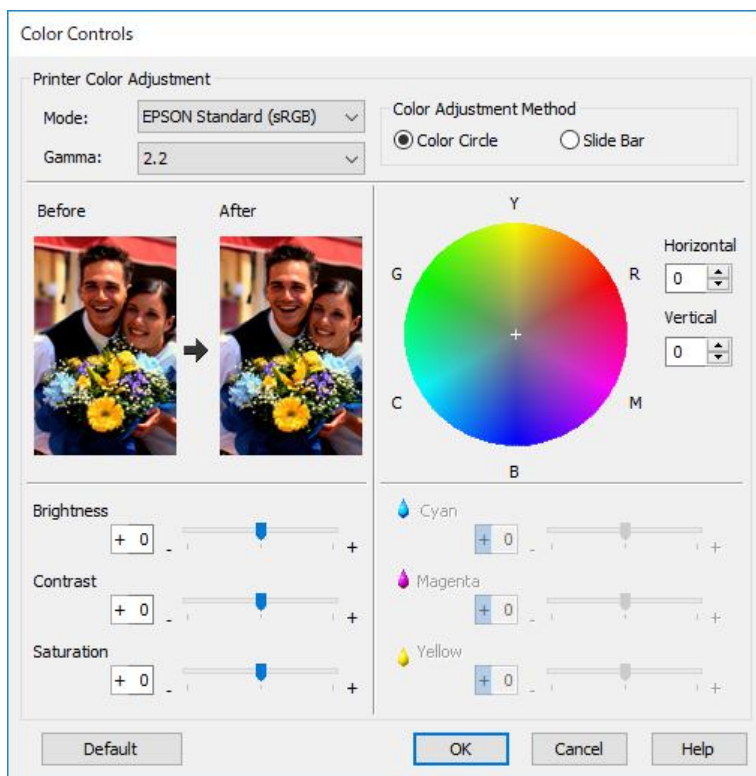 Color Controls
Printer Color Adjustment
Mode: EPSON Standard (sRGB)
Gamma: 2.2
Color Adjustment Method
Color Circle Slide Bar
Before After
Y
G R
C M
B
Horizontal
0
Vertical
0
Brightness
+ 0 - +
Contrast
+ 0 - +
Saturation
+ 0 - +
Cyan
+ 0 - +
Magenta
+ 0 - +
Yellow
+ 0 - +
Default OK Cancel Help